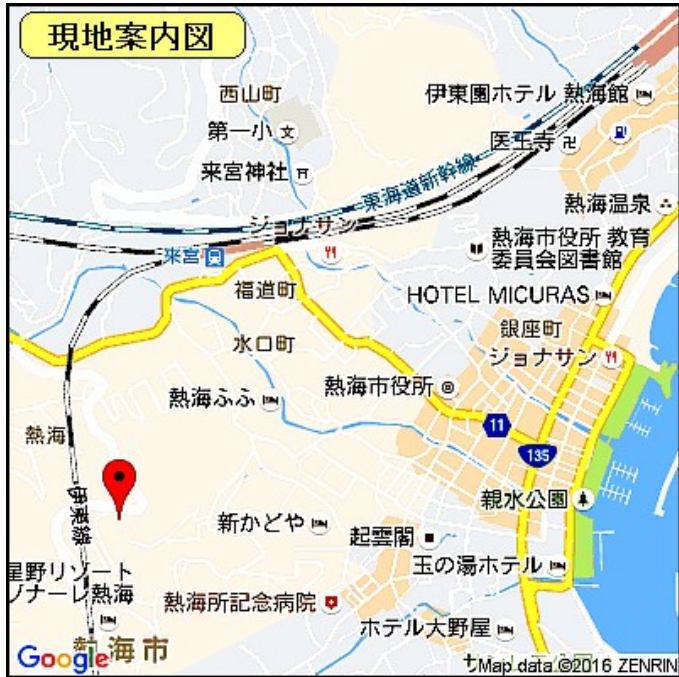 現地案内図
西山町
伊東園ホテル 熱海館
第一小
医王寺
来宮神社
東海道新幹線
熱海温泉
ジョナサン
熱海市役所 教育
委員会図書館
来宮
福道町
HOTEL MICURAS
銀座町
水口町
ジョナサン
熱海ふふ
熱海市役所
11
熱海
135
伊東線
親水公園
新かどや
起雲閣
玉の湯ホテル
星野リゾート
ゾナーレ熱海
熱海所記念病院
ホテル大野屋
熱海市
Google
Map data ©2016 ZENRIN